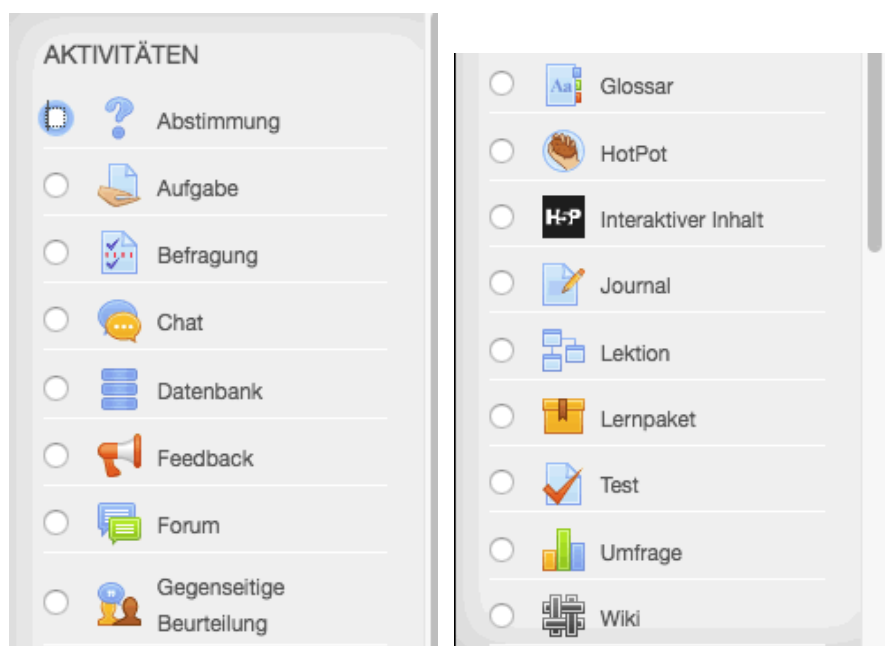 AKTIVITÄTEN
Abstimmung
Aufgabe
Befragung
Chat
Datenbank
Feedback
Forum
Gegenseitige
Beurteilung
Aa
Glossar
HotPot
H5P
Interaktiver Inhalt
Journal
Lektion
Lernpaket
Test
Umfrage
Wiki